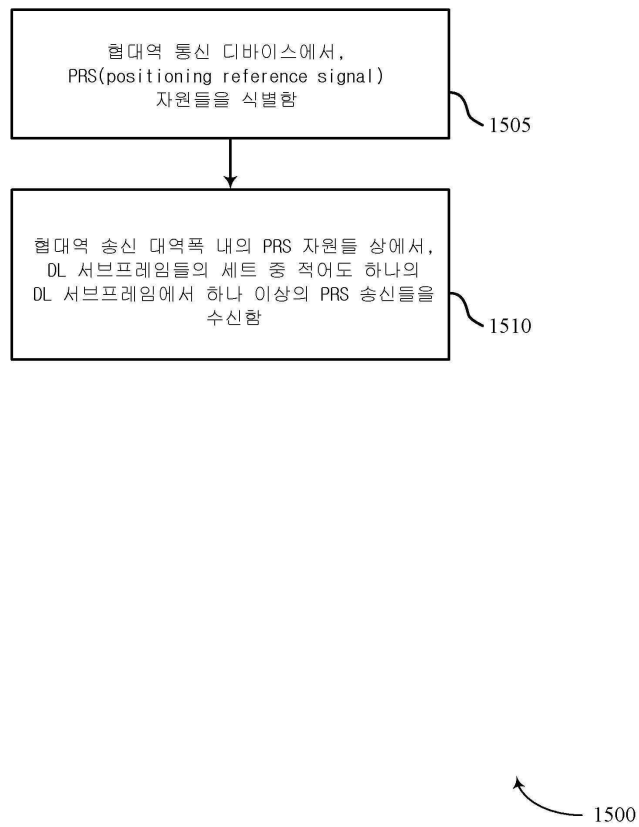 협대역 통신 디바이스에서,
PRS(positioning reference signal)
자원들을 식별함
1505
협대역 송신 대역폭 내의 PRS 자원들 상에서,
DL 서브프레임들의 세트 중 적어도 하나의
DL 서브프레임에서 하나 이상의 PRS 송신들을
수신함
1510
1500